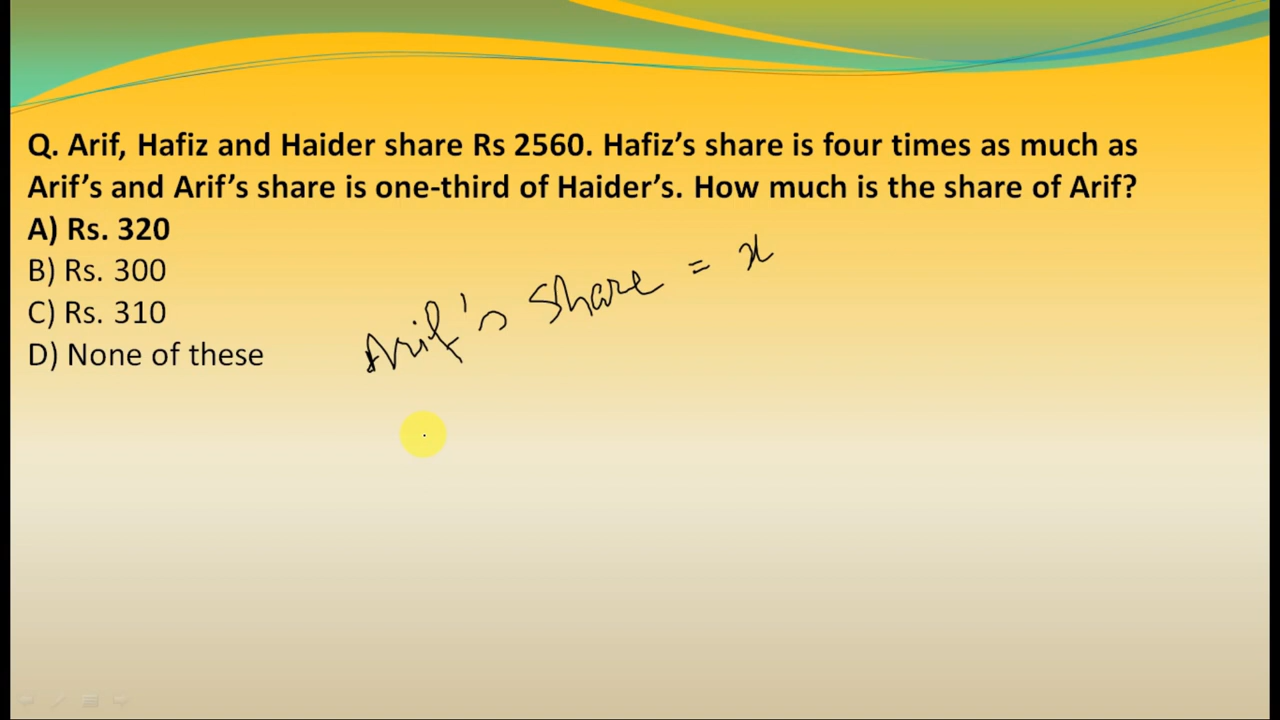 Q. Arif, Hafiz and Haider share Rs 2560. Hafiz’s share is four times as much as
Arif’s and Arif’s share is one-third of Haider’s. How much is the share of Arif?
A) Rs. 320
B) Rs. 300
C) Rs. 310
D) None of these
Arif's Share = x